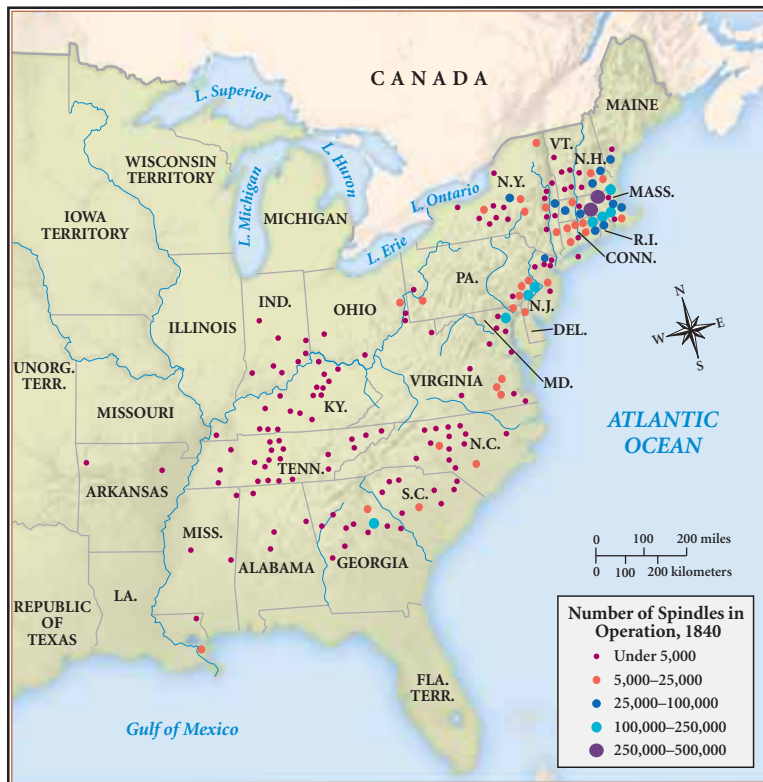 CANADA
L. Superior
MAINE
WISCONSIN
TERRITORY
L. Huron
VT.
N.H.
L. Michigan
N.Y.
MASS.
L. Ontario
IOWA
TERRITORY
MICHIGAN
L. Erie
R.I.
CONN.
PA.
IND.
OHIO
N.J.
ILLINOIS
DEL.
UNORG.
TERR.
MD.
VIRGINIA
MISSOURI
KY.
ATLANTIC
OCEAN
N.C.
TENN.
ARKANSAS
S.C.
MISS.
ALABAMA
GEORGIA
LA.
REPUBLIC
OF
TEXAS
FLA.
TERR.
Gulf of Mexico
N
W
E
S
0 100 200 miles
0 100 200 kilometers
Number of Spindles in
Operation, 1840
Under 5,000
5,000–25,000
25,000–100,000
100,000–250,000
250,000–500,000